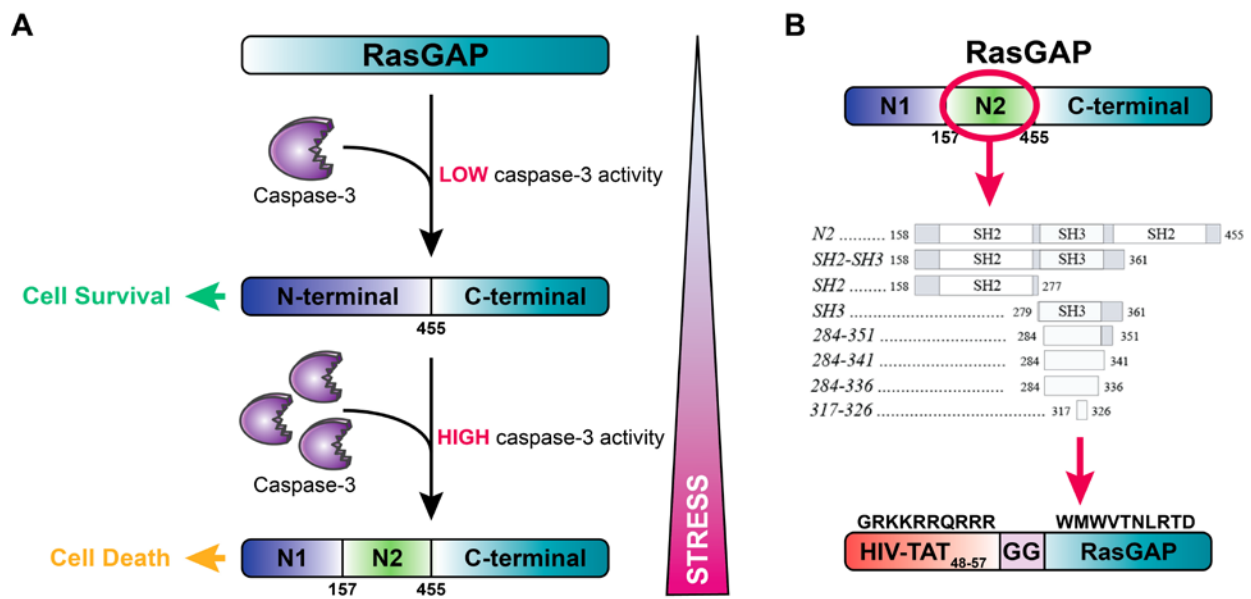 A
RasGAP
Caspase-3
LOW caspase-3 activity
Cell Survival
N-terminal
C-terminal
455
Caspase-3
HIGH caspase-3 activity
Cell Death
N1
N2
C-terminal
157
455
STRESS
B
RasGAP
N1
N2
C-terminal
157
455
N2 .......... 158 SH2 SH3 SH2 455
SH2-SH3 158 SH2 SH3 361
SH2 ........ 158 SH2 277
SH3 ........................ 279 SH3 361
284-351 ........................ 284 351
284-341 ........................ 284 341
284-336 ........................ 284 336
317-326 ................................ 317 326
GRKKRRQRRR
WMWVTNLRTD
HIV-TAT48-57
GG
RasGAP